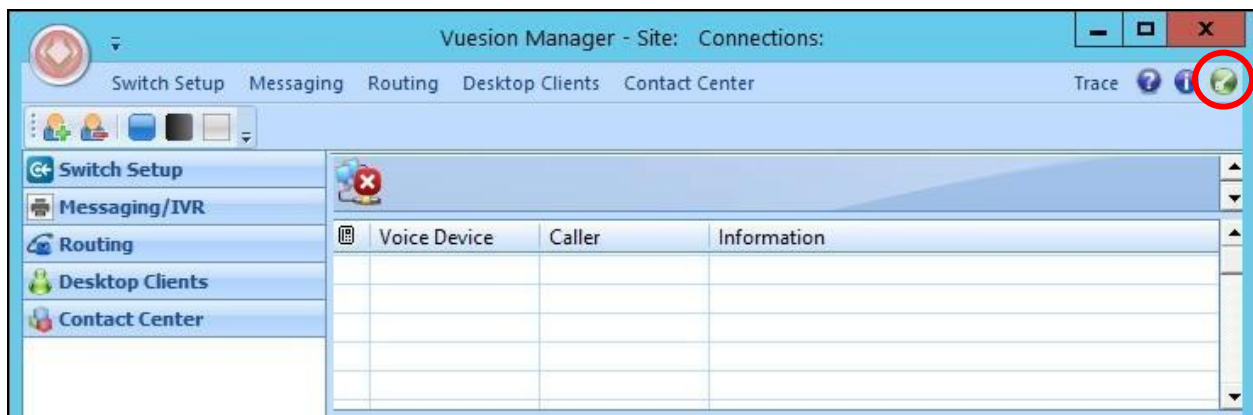 Vuesion Manager - Site: Connections:
Switch Setup Messaging Routing Desktop Clients Contact Center Trace
Switch Setup
Messaging/IVR
Routing
Desktop Clients
Contact Center
Voice Device Caller Information